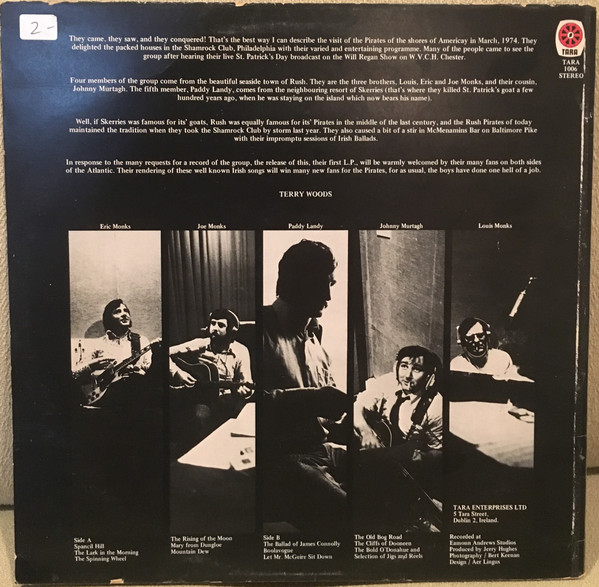 2-
They came, they saw, and they conquered! That's the best way I can describe the visit of the Pirates of the shores of Americay in March, 1974. They
delighted the packed houses in the Shamrock Club, Philadelphia with their varied and entertaining programme. Many of the people came to see the
group after hearing their live St. Patrick's Day broadcast on the Will Regan Show on W.V.C.H. Chester.
TARA
TARA
1006
STEREO
Four members of the group come from the beautiful seaside town of Rush. They are the three brothers, Louis, Eric and Joe Monks, and their cousin,
Johnny Murtagh. The fifth member, Paddy Landy, comes from the neighbouring resort of Skerries (that's where they killed St. Patrick's goat a few
hundred years ago, when he was staying on the island which now bears his name).
Well, if Skerries was famous for its' goats, Rush was equally famous for its' Pirates in the middle of the last century, and the Rush Pirates of today
maintained the tradition when they took the Shamrock Club by storm last year. They also caused a bit of a stir in McMenamins Bar on Baltimore Pike
with their impromptu sessions of Irish Ballads.
In response to the many requests for a record of the group, the release of this, their first L.P., will be warmly welcomed by their many fans on both sides
of the Atlantic. Their rendering of these well known Irish songs will win many new fans for the Pirates, for as usual, the boys have done one hell of a job.
TERRY WOODS
Eric Monks
Joe Monks
Paddy Landy
Johnny Murtagh
Louis Monks
Side A
Spancil Hill
The Lark in the Morning
The Spinning Wheel
The Rising of the Moon
Mary from Dungloe
Mountain Dew
Side B
The Ballad of James Connolly
Boolavogue
Let Mr. McGuire Sit Down
The Old Bog Road
The Cliffs of Dooneen
The Bold O'Donahue and
Selection of Jigs and Reels
TARA ENTERPRISES LTD
5 Tara Street,
Dublin 2, Ireland.
Recorded at
Eamonn Andrews Studios
Produced by Jerry Hughes
Photography / Bart Keenan
Design / Aer Lingus